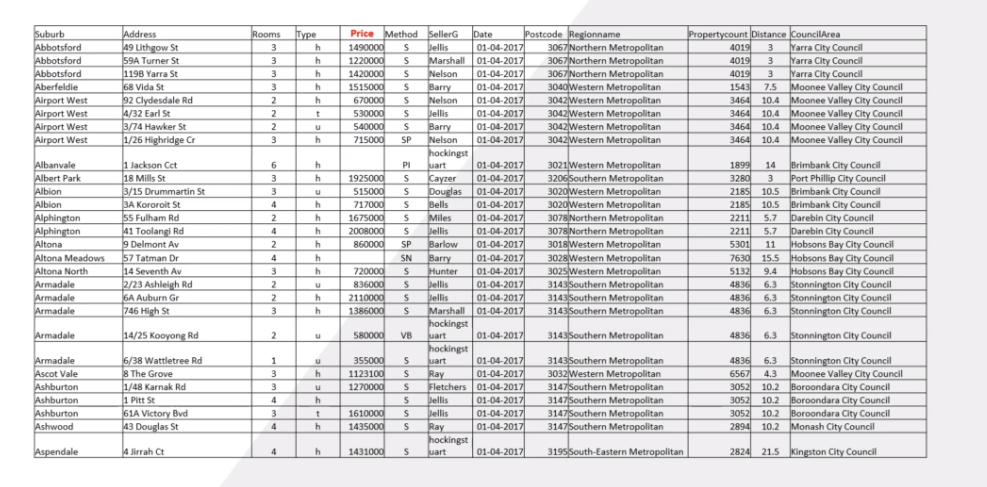 Suburb Address Rooms Type Price Method SellerG Date Postcode Regionname Propertycount Distance CouncilArea
Abbotsford 49 Lithgow St 3 h 1490000 S Jellis 01-04-2017 3067 Northern Metropolitan 4019 3 Yarra City Council
Abbotsford 59A Turner St 3 h 1220000 S Marshall 01-04-2017 3067 Northern Metropolitan 4019 3 Yarra City Council
Abbotsford 119B Yarra St 3 h 1420000 S Nelson 01-04-2017 3067 Northern Metropolitan 4019 3 Yarra City Council
Aberfeldie 68 Vida St 3 h 1515000 S Barry 01-04-2017 3040 Western Metropolitan 1543 7.5 Moonee Valley City Council
Airport West 92 Clydesdale Rd 2 h 670000 S Nelson 01-04-2017 3042 Western Metropolitan 3464 10.4 Moonee Valley City Council
Airport West 4/32 Earl St 2 t 530000 S Jellis 01-04-2017 3042 Western Metropolitan 3464 10.4 Moonee Valley City Council
Airport West 3/74 Hawker St 2 u 540000 S Barry 01-04-2017 3042 Western Metropolitan 3464 10.4 Moonee Valley City Council
Airport West 1/26 Highridge Cr 3 h 715000 SP Nelson 01-04-2017 3042 Western Metropolitan 3464 10.4 Moonee Valley City Council
hockingst
Albanvale 1 Jackson Cct 6 h PI uart 01-04-2017 3021 Western Metropolitan 1899 14 Brimbank City Council
Albert Park 18 Mills St 3 h 1925000 S Cayzer 01-04-2017 3206 Southern Metropolitan 3280 3 Port Phillip City Council
Albion 3/15 Drummartin St 3 u 515000 S Douglas 01-04-2017 3020 Western Metropolitan 2185 10.5 Brimbank City Council
Albion 3A Kororoit St 4 h 717000 S Bells 01-04-2017 3020 Western Metropolitan 2185 10.5 Brimbank City Council
Alphington 55 Fulham Rd 2 h 1675000 S Miles 01-04-2017 3078 Northern Metropolitan 2211 5.7 Darebin City Council
Alphington 41 Toolangi Rd 4 h 2008000 S Jellis 01-04-2017 3078 Northern Metropolitan 2211 5.7 Darebin City Council
Altona 9 Delmont Av 2 h 860000 SP Barlow 01-04-2017 3018 Western Metropolitan 5301 11 Hobsons Bay City Council
Altona Meadows 57 Tatman Dr 4 h SN Barry 01-04-2017 3028 Western Metropolitan 7630 15.5 Hobsons Bay City Council
Altona North 14 Seventh Av 3 h 720000 S Hunter 01-04-2017 3025 Western Metropolitan 5132 9.4 Hobsons Bay City Council
Armadale 2/23 Ashleigh Rd 2 u 836000 S Jellis 01-04-2017 3143 Southern Metropolitan 4836 6.3 Stonnington City Council
Armadale 6A Auburn Gr 2 h 2110000 S Jellis 01-04-2017 3143 Southern Metropolitan 4836 6.3 Stonnington City Council
Armadale 746 High St 3 h 1386000 S Marshall 01-04-2017 3143 Southern Metropolitan 4836 6.3 Stonnington City Council
hockingst
Armadale 14/25 Kooyong Rd 2 u 580000 VB uart 01-04-2017 3143 Southern Metropolitan 4836 6.3 Stonnington City Council
hockingst
Armadale 6/38 Wattletree Rd 1 u 355000 S uart 01-04-2017 3143 Southern Metropolitan 4836 6.3 Stonnington City Council
Ascot Vale 8 The Grove 3 h 1123100 S Ray 01-04-2017 3032 Western Metropolitan 6567 4.3 Moonee Valley City Council
Ashburton 1/48 Karnak Rd 3 u 1270000 S Fletchers 01-04-2017 3147 Southern Metropolitan 3052 10.2 Boroondara City Council
Ashburton 1 Pitt St 4 h S Jellis 01-04-2017 3147 Southern Metropolitan 3052 10.2 Boroondara City Council
Ashburton 61A Victory Bvd 3 t 1610000 S Jellis 01-04-2017 3147 Southern Metropolitan 3052 10.2 Boroondara City Council
Ashwood 43 Douglas St 4 h 1435000 S Ray 01-04-2017 3147 Southern Metropolitan 2894 10.2 Monash City Council
hockingst
Aspendale 4 Jirrah Ct 4 h 1431000 S uart 01-04-2017 3195 South-Eastern Metropolitan 2824 21.5 Kingston City Council